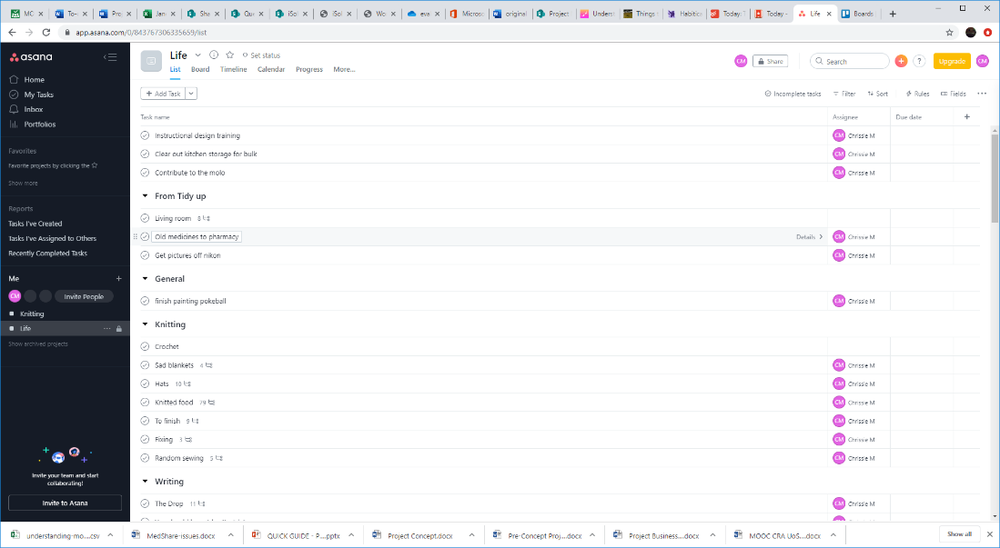 MC
To-
Pro
Jan
Sha
Que
iSol
iSol
Wo
eva
Micros
original
Project
Underst
Things
Habitic
Today: T
Today -
Life
Boards
app.asana.com/0/843767306335659/list
asana
Home
My Tasks
Inbox
Portfolios
Favorites
Favorite projects by clicking the
Show more
Reports
Tasks I've Created
Tasks I've Assigned to Others
Recently Completed Tasks
Me
CM
Invite People
Knitting
Life
Show archived projects
Invite your team and start
collaborating!
Invite to Asana
Life
Set status
List Board Timeline Calendar Progress More...
CM Share Search ? Upgrade CM
Add Task
Incomplete tasks Filter Sort Rules Fields
Task name Assignee Due date
Instructional design training CM Chrissie M
Clear out kitchen storage for bulk CM Chrissie M
Contribute to the molo CM Chrissie M
From Tidy up
Living room 8
Old medicines to pharmacy Details CM Chrissie M
Get pictures off nikon CM Chrissie M
General
finish painting pokeball CM Chrissie M
Knitting
Crochet
Sad blankets 4 CM Chrissie M
Hats 10 CM Chrissie M
Knitted food 79 CM Chrissie M
To finish 9 CM Chrissie M
Fixing 3 CM Chrissie M
Random sewing 5 CM Chrissie M
Writing
The Drop 11 CM Chrissie M
understanding-mo....csv
MedShare-issues.docx
QUICK GUIDE - P....pptx
Project Concept.docx
Pre-Concept Proj....docx
Project Business....docx
MOOC CRA UoS....docx
Show all